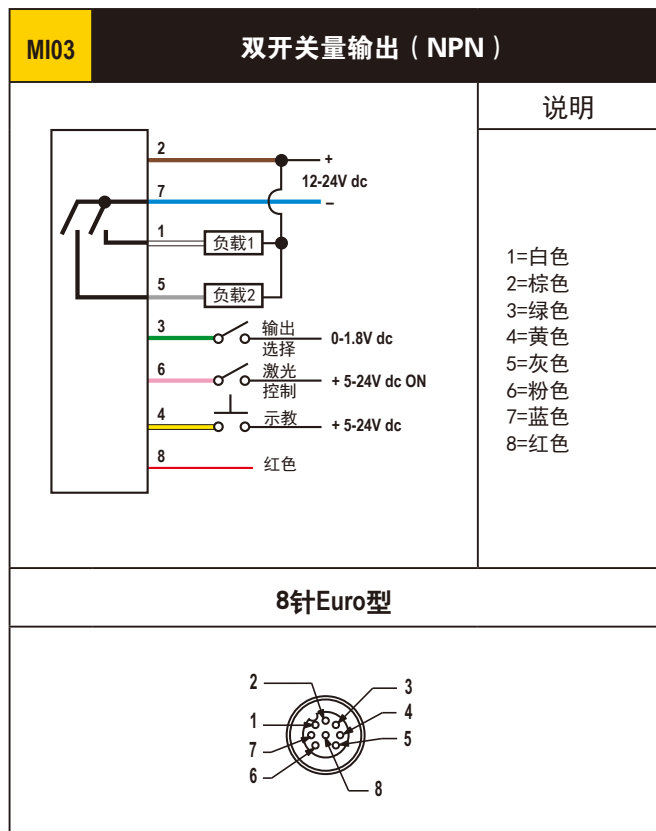 MI03
双开关量输出（NPN）
说明
2
+
12-24V dc
7
–
1
负载1
5
负载2
3
输出
选择
0-1.8V dc
6
激光
控制
+ 5-24V dc ON
4
示教
+ 5-24V dc
8
红色
1=白色
2=棕色
3=绿色
4=黄色
5=灰色
6=粉色
7=蓝色
8=红色
8针Euro型
2
3
1
4
7
5
6
8